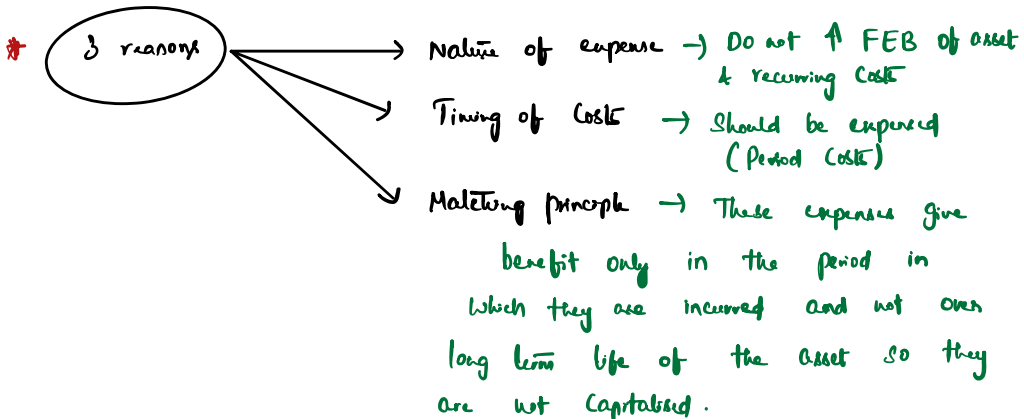 * 3 reasons → Nature of expense → Do not ↑ FEB of asset
& recurring Costs
Timing of Costs → Should be expensed
(Period Costs)
Matching principle → These expenses give
benefit only in the period in
which they are incurred and not over
long term life of the asset so they
are not Capitalised.